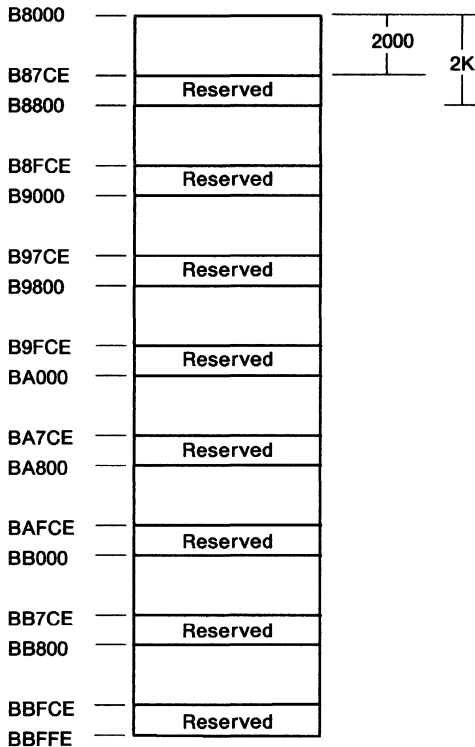 B8000
2000
2K
B87CE
Reserved
B8800
B8FCE
Reserved
B9000
B97CE
Reserved
B9800
B9FCE
Reserved
BA000
BA7CE
Reserved
BA800
BAFCE
Reserved
BB000
BB7CE
Reserved
BB800
BBFCE
Reserved
BBFFE